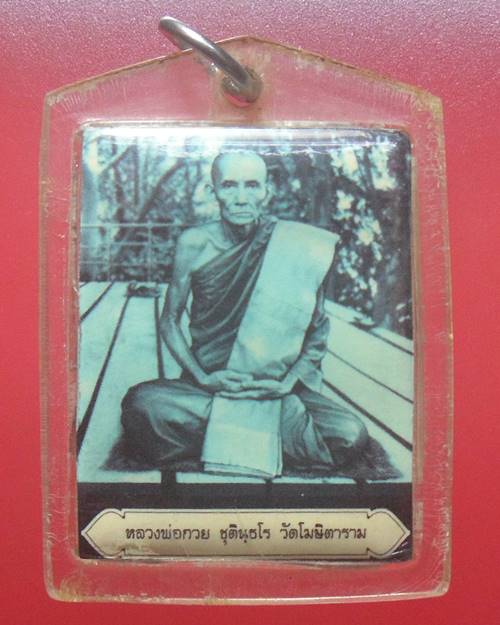 หลวงพ่อกวย ชุตินฺธโร วัดโฆษิตาราม